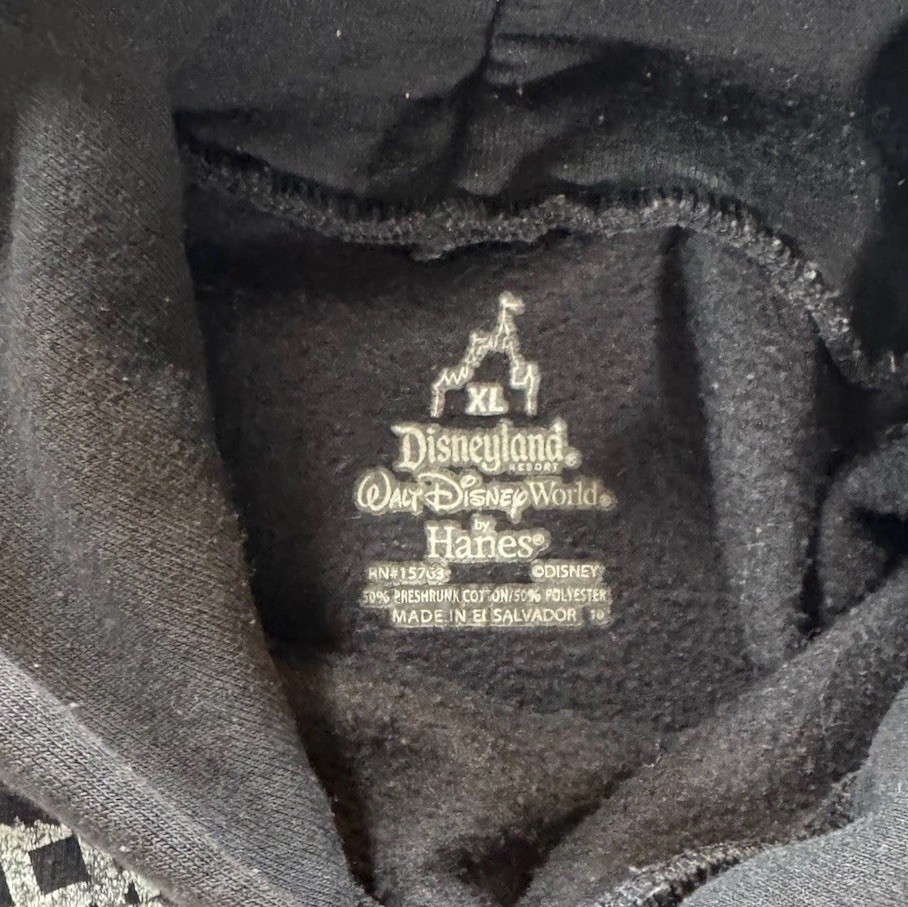 XL
Disneyland®
RESORT
WALT DISNEY World®
by
Hanes®
RN#15763 ©DISNEY
50% PRESHRUNK COTTON/50% POLYESTER
MADE IN EL SALVADOR 10